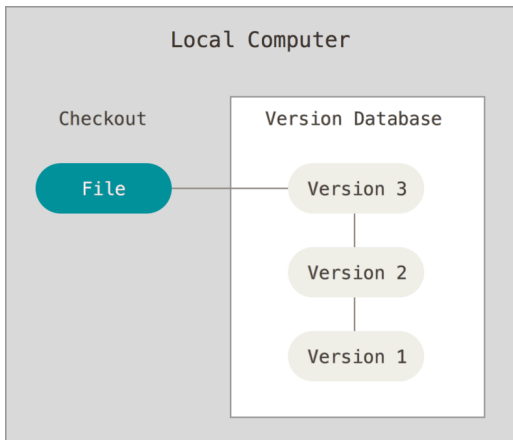 Local Computer
Checkout
Version Database
File
Version 3
Version 2
Version 1